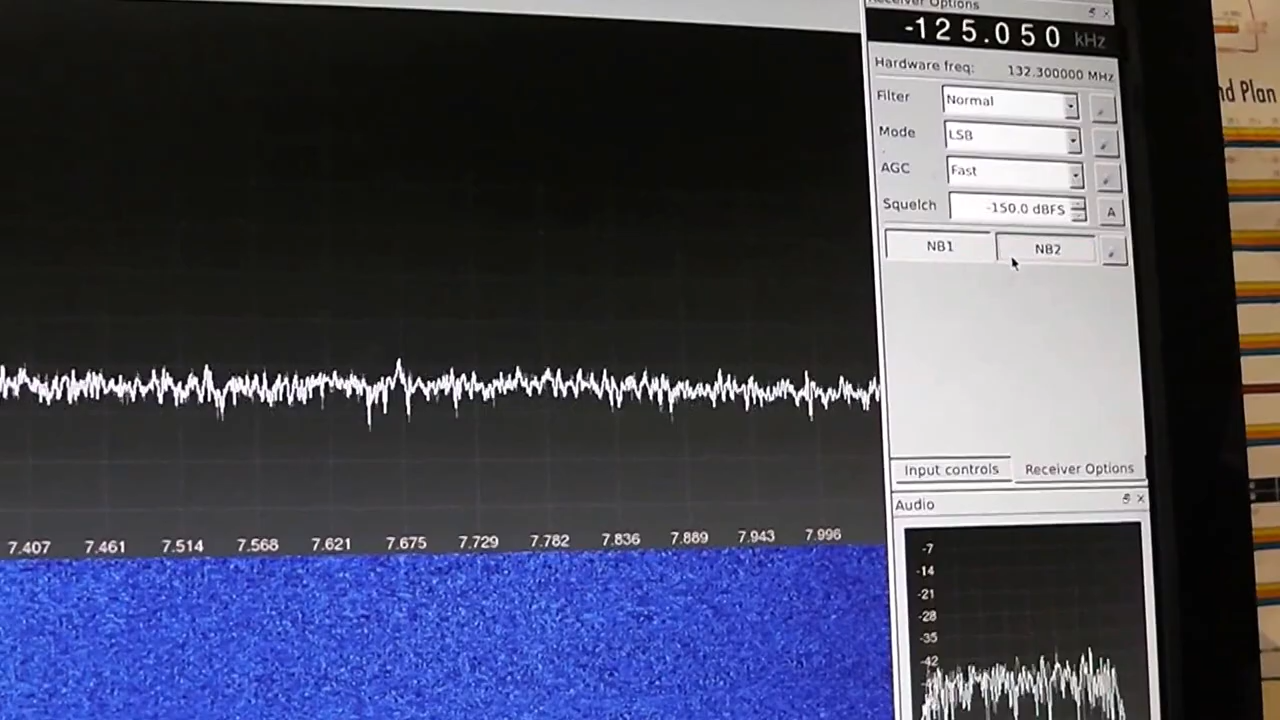 Receiver Options
-125.050 kHz
Hardware freq: 132.300000 MHz
Filter Normal
Mode LSB
AGC Fast
Squelch -150.0 dBFS A
NB1 NB2
Input controls Receiver Options
Audio
-7
-14
-21
-28
-35
-42
7.407 7.461 7.514 7.568 7.621 7.675 7.729 7.782 7.836 7.889 7.943 7.996
Plan